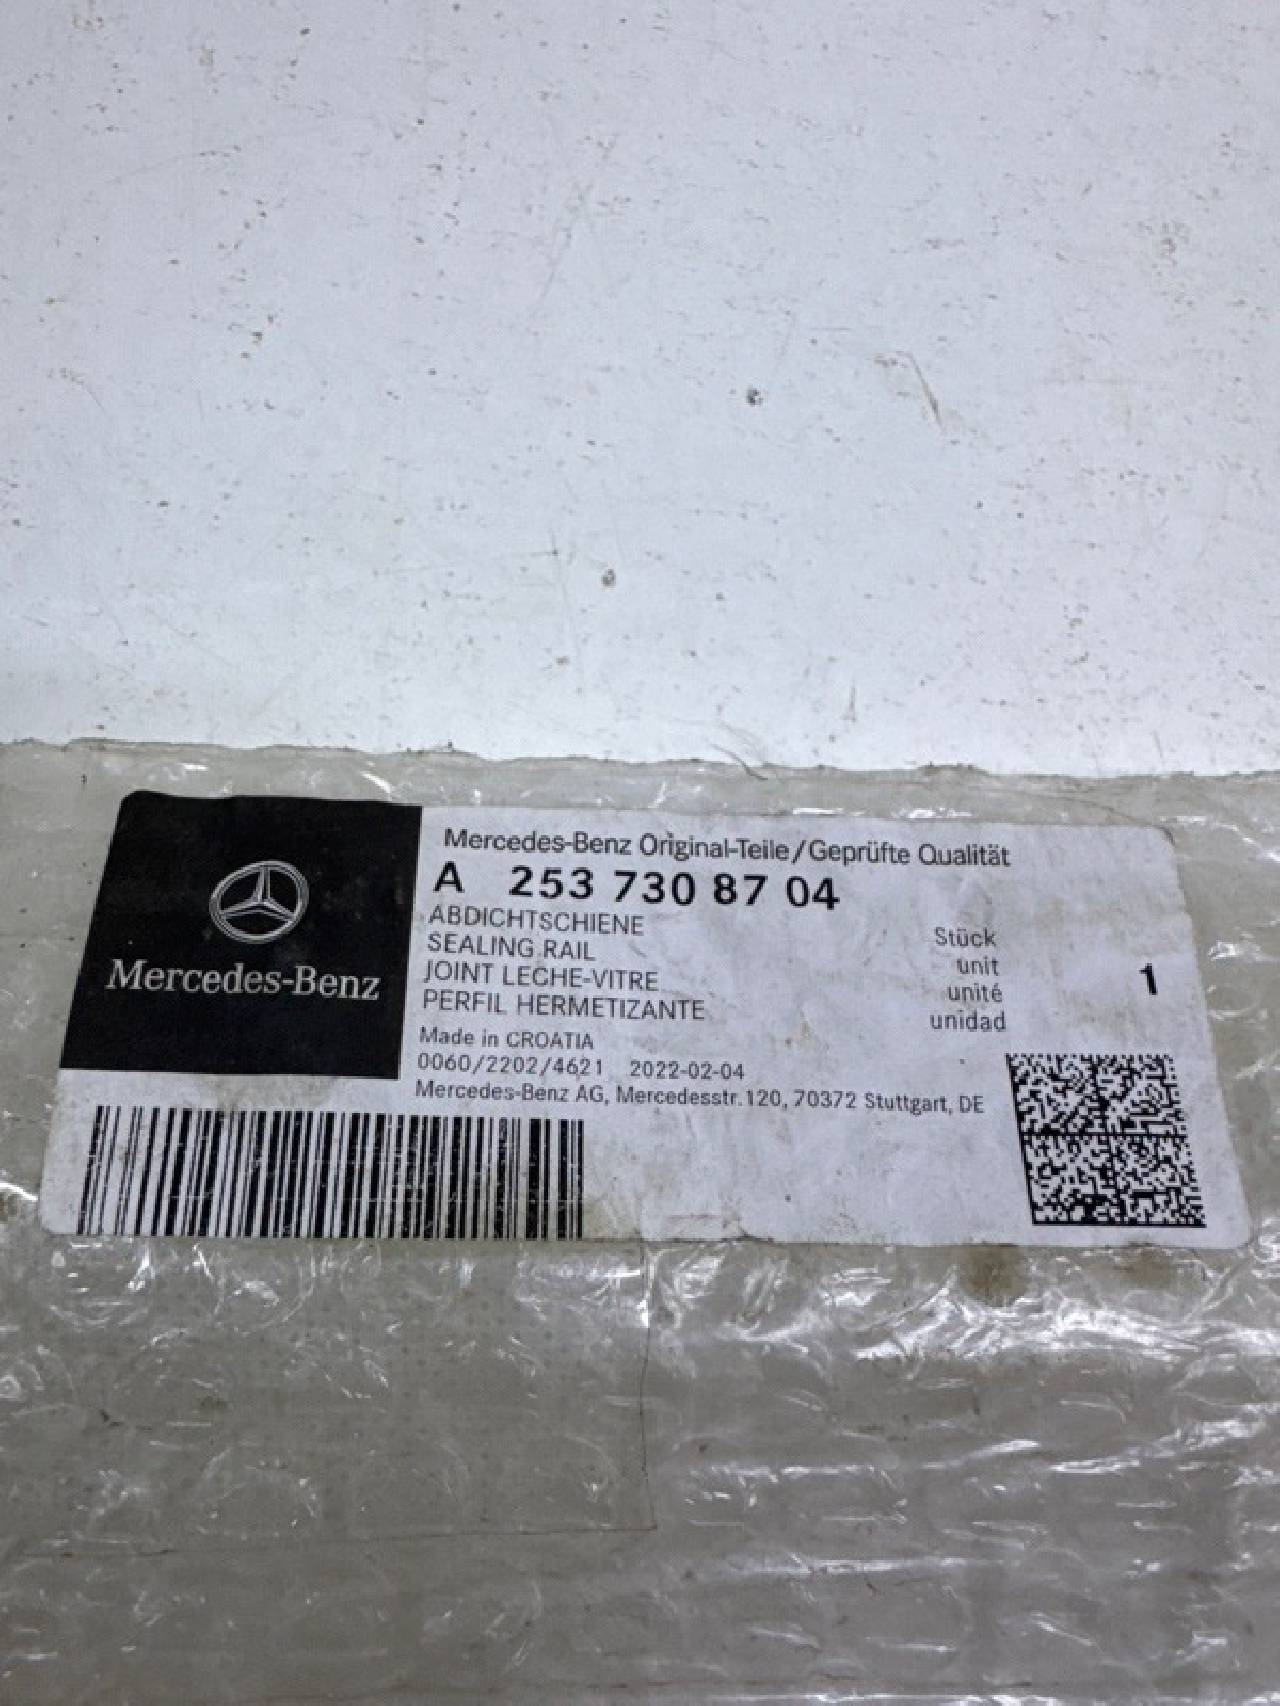 Mercedes-Benz
Mercedes-Benz Original-Teile/Geprüfte Qualität
A 253 730 87 04
ABDICHTSCHIENE
SEALING RAIL
JOINT LECHE-VITRE
PERFIL HERMETIZANTE
Stück
unit
unité
unidad
1
Made in CROATIA
0060/2202/4621 2022-02-04
Mercedes-Benz AG, Mercedesstr.120, 70372 Stuttgart, DE